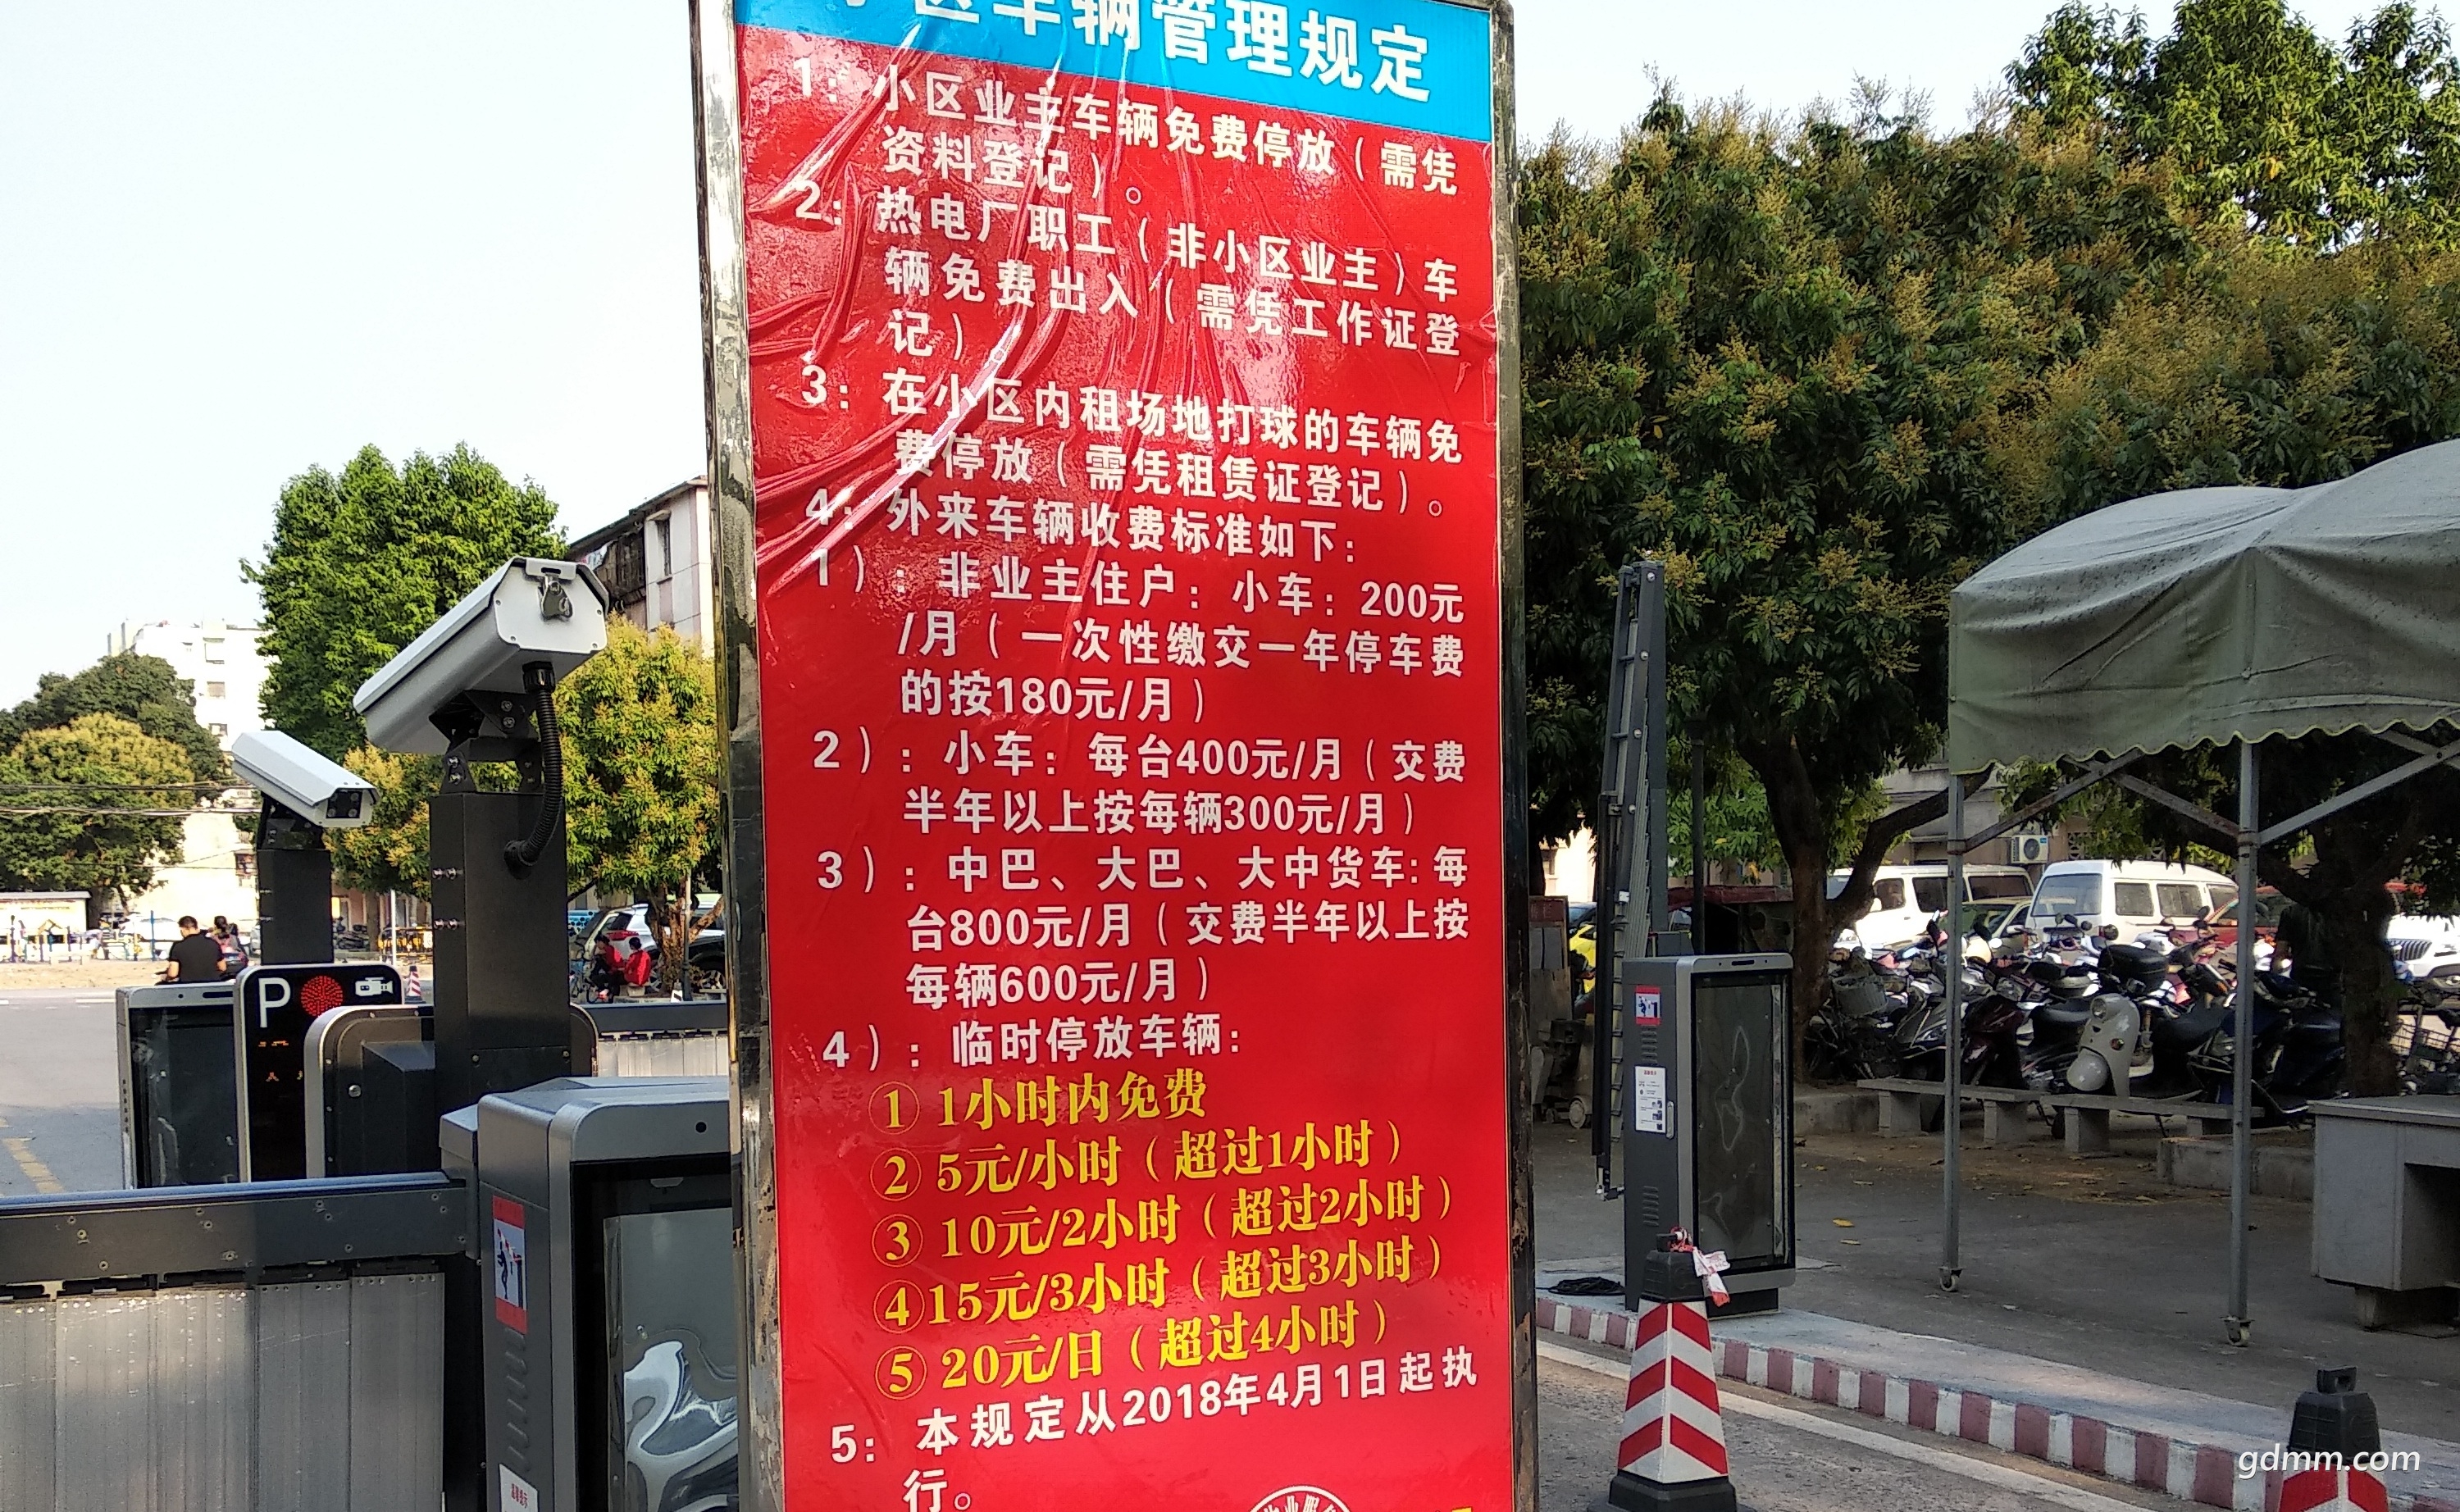 小区车辆管理规定
1：小区业主车辆免费停放（需凭
资料登记）。
2：热电厂职工（非小区业主）车
辆免费出入（需凭工作证登
记）
3：在小区内租场地打球的车辆免
费停放（需凭租赁证登记）。
4：外来车辆收费标准如下：
1）：非业主住户：小车：200元
/月（一次性缴交一年停车费
的按180元/月）
2）：小车：每台400元/月（交费
半年以上按每辆300元/月）
3）：中巴、大巴、大中货车：每
台800元/月（交费半年以上按
每辆600元/月）
4）：临时停放车辆：
① 1小时内免费
② 5元/小时（超过1小时）
③ 10元/2小时（超过2小时）
④15元/3小时（超过3小时）
⑤ 20元/日（超过4小时）
5：本规定从2018年4月1日起执
行。
P
gdmm.com